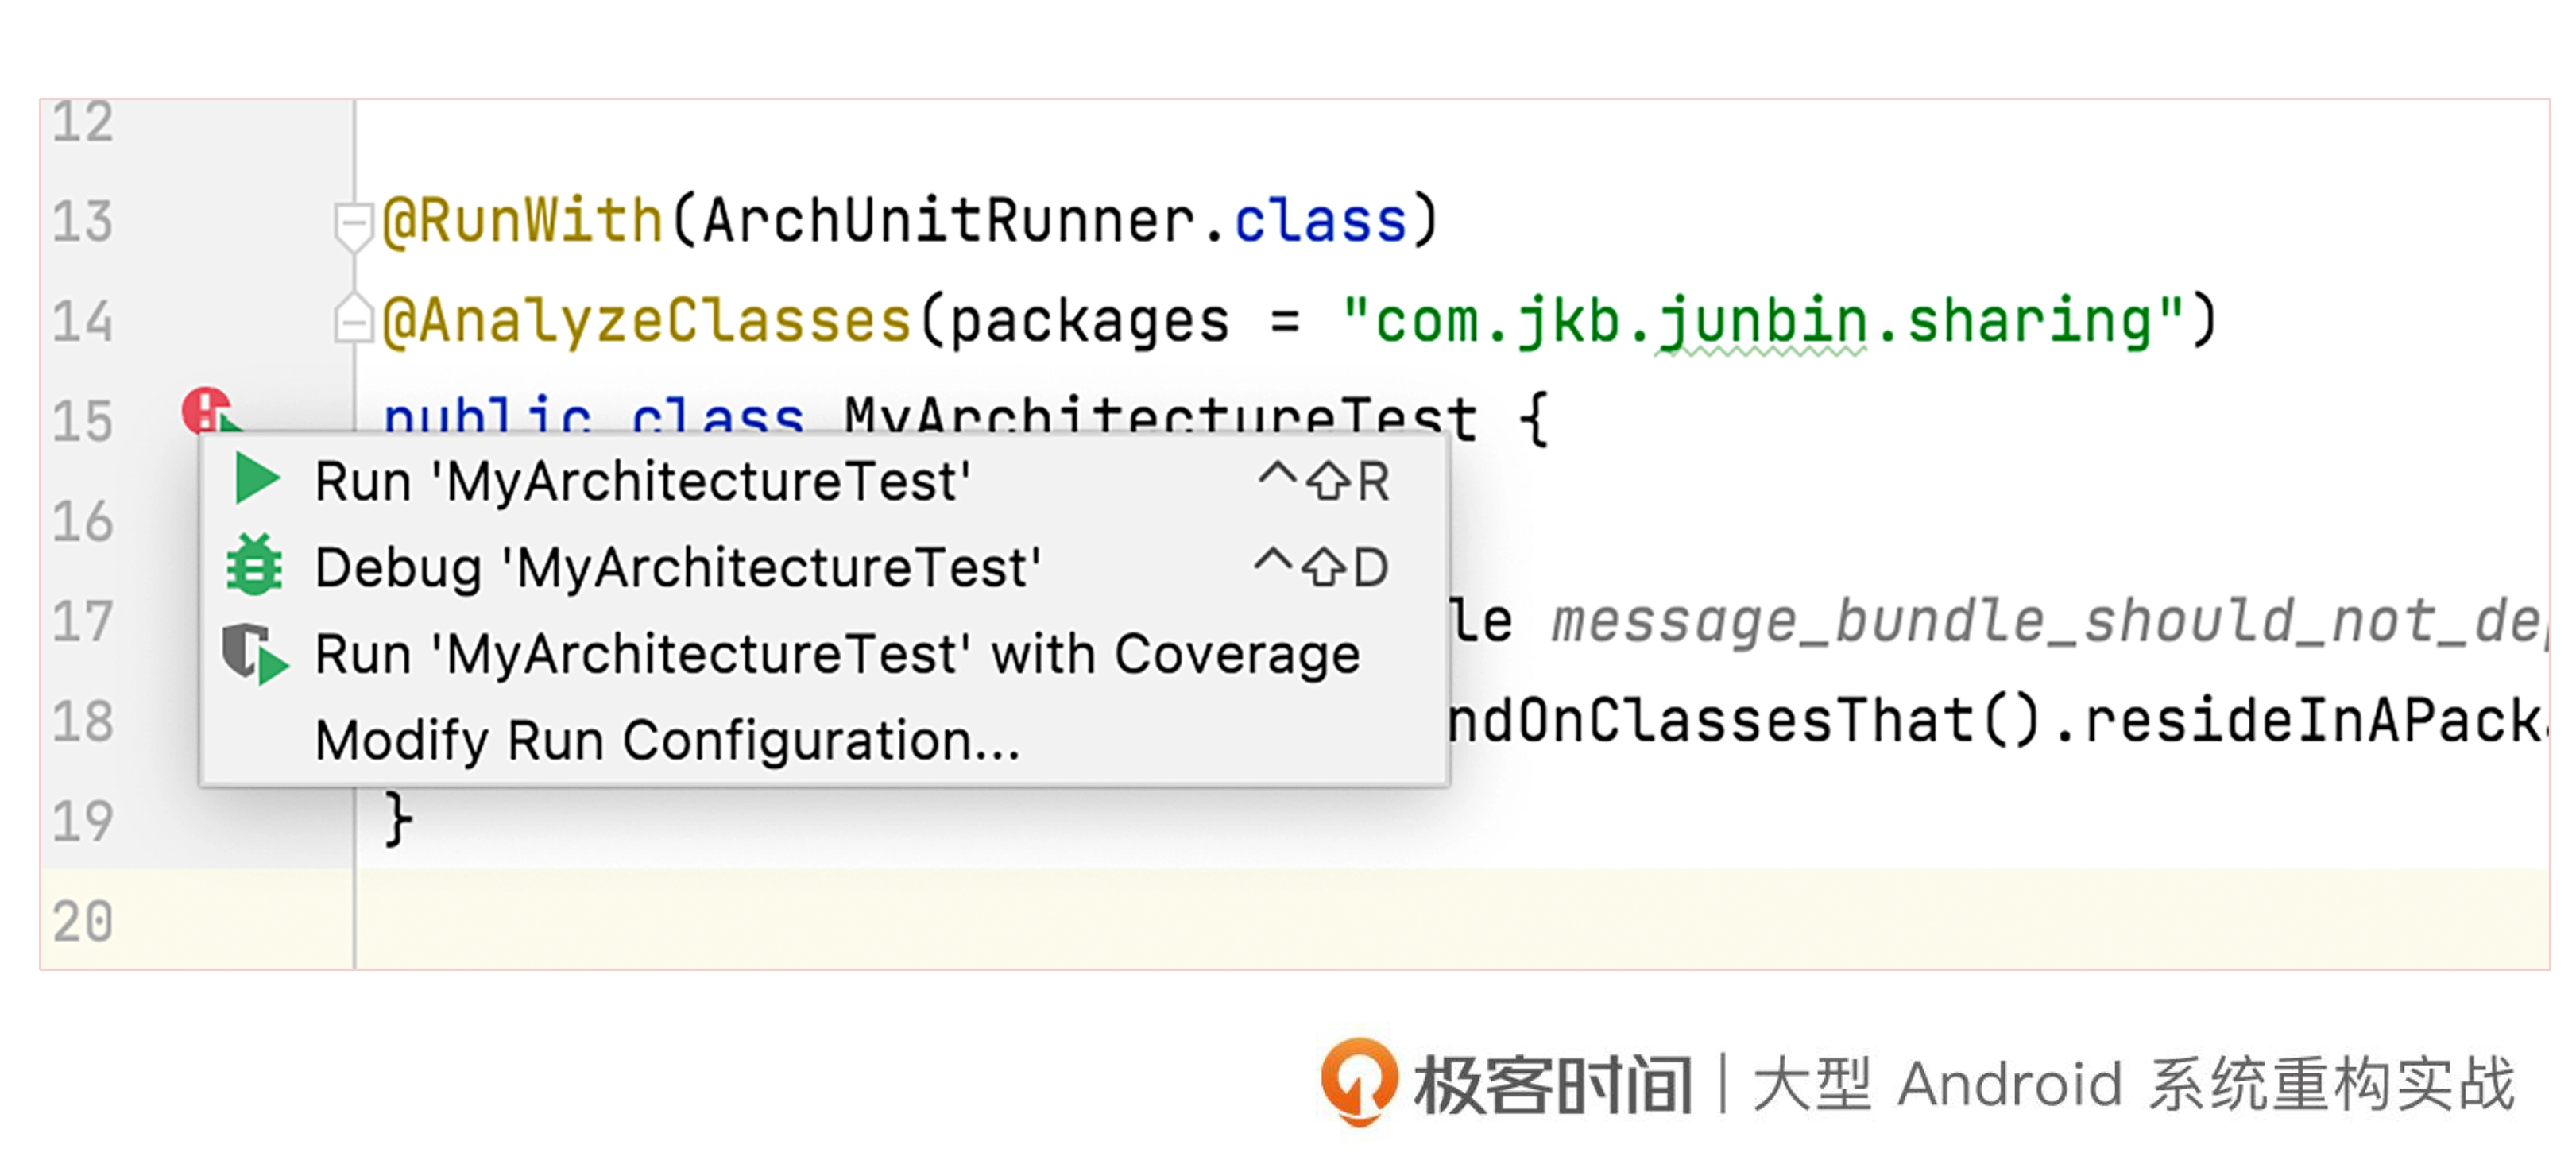 12
13 @RunWith(ArchUnitRunner.class)
14 @AnalyzeClasses(packages = "com.jkb.junbin.sharing")
15 public class MyArchitectureTest {
Run 'MyArchitectureTest' ^⇧R
16
Debug 'MyArchitectureTest' ^⇧D
17 le message_bundle_should_not_de
Run 'MyArchitectureTest' with Coverage
18 ndOnClassesThat().resideInAPack
Modify Run Configuration...
19 }
20
极客时间 | 大型 Android 系统重构实战